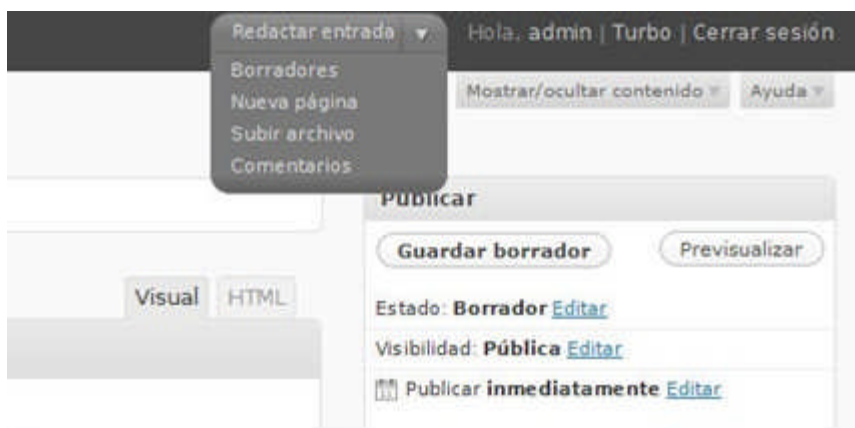 Redactar entrada Hola, admin | Turbo | Cerrar sesión
Borradores
Nueva página
Subir archivo
Comentarios
Mostrar/ocultar contenido Ayuda
Publicar
Guardar borrador Previsualizar
Visual HTML
Estado: Borrador Editar
Visibilidad: Pública Editar
Publicar inmediatamente Editar